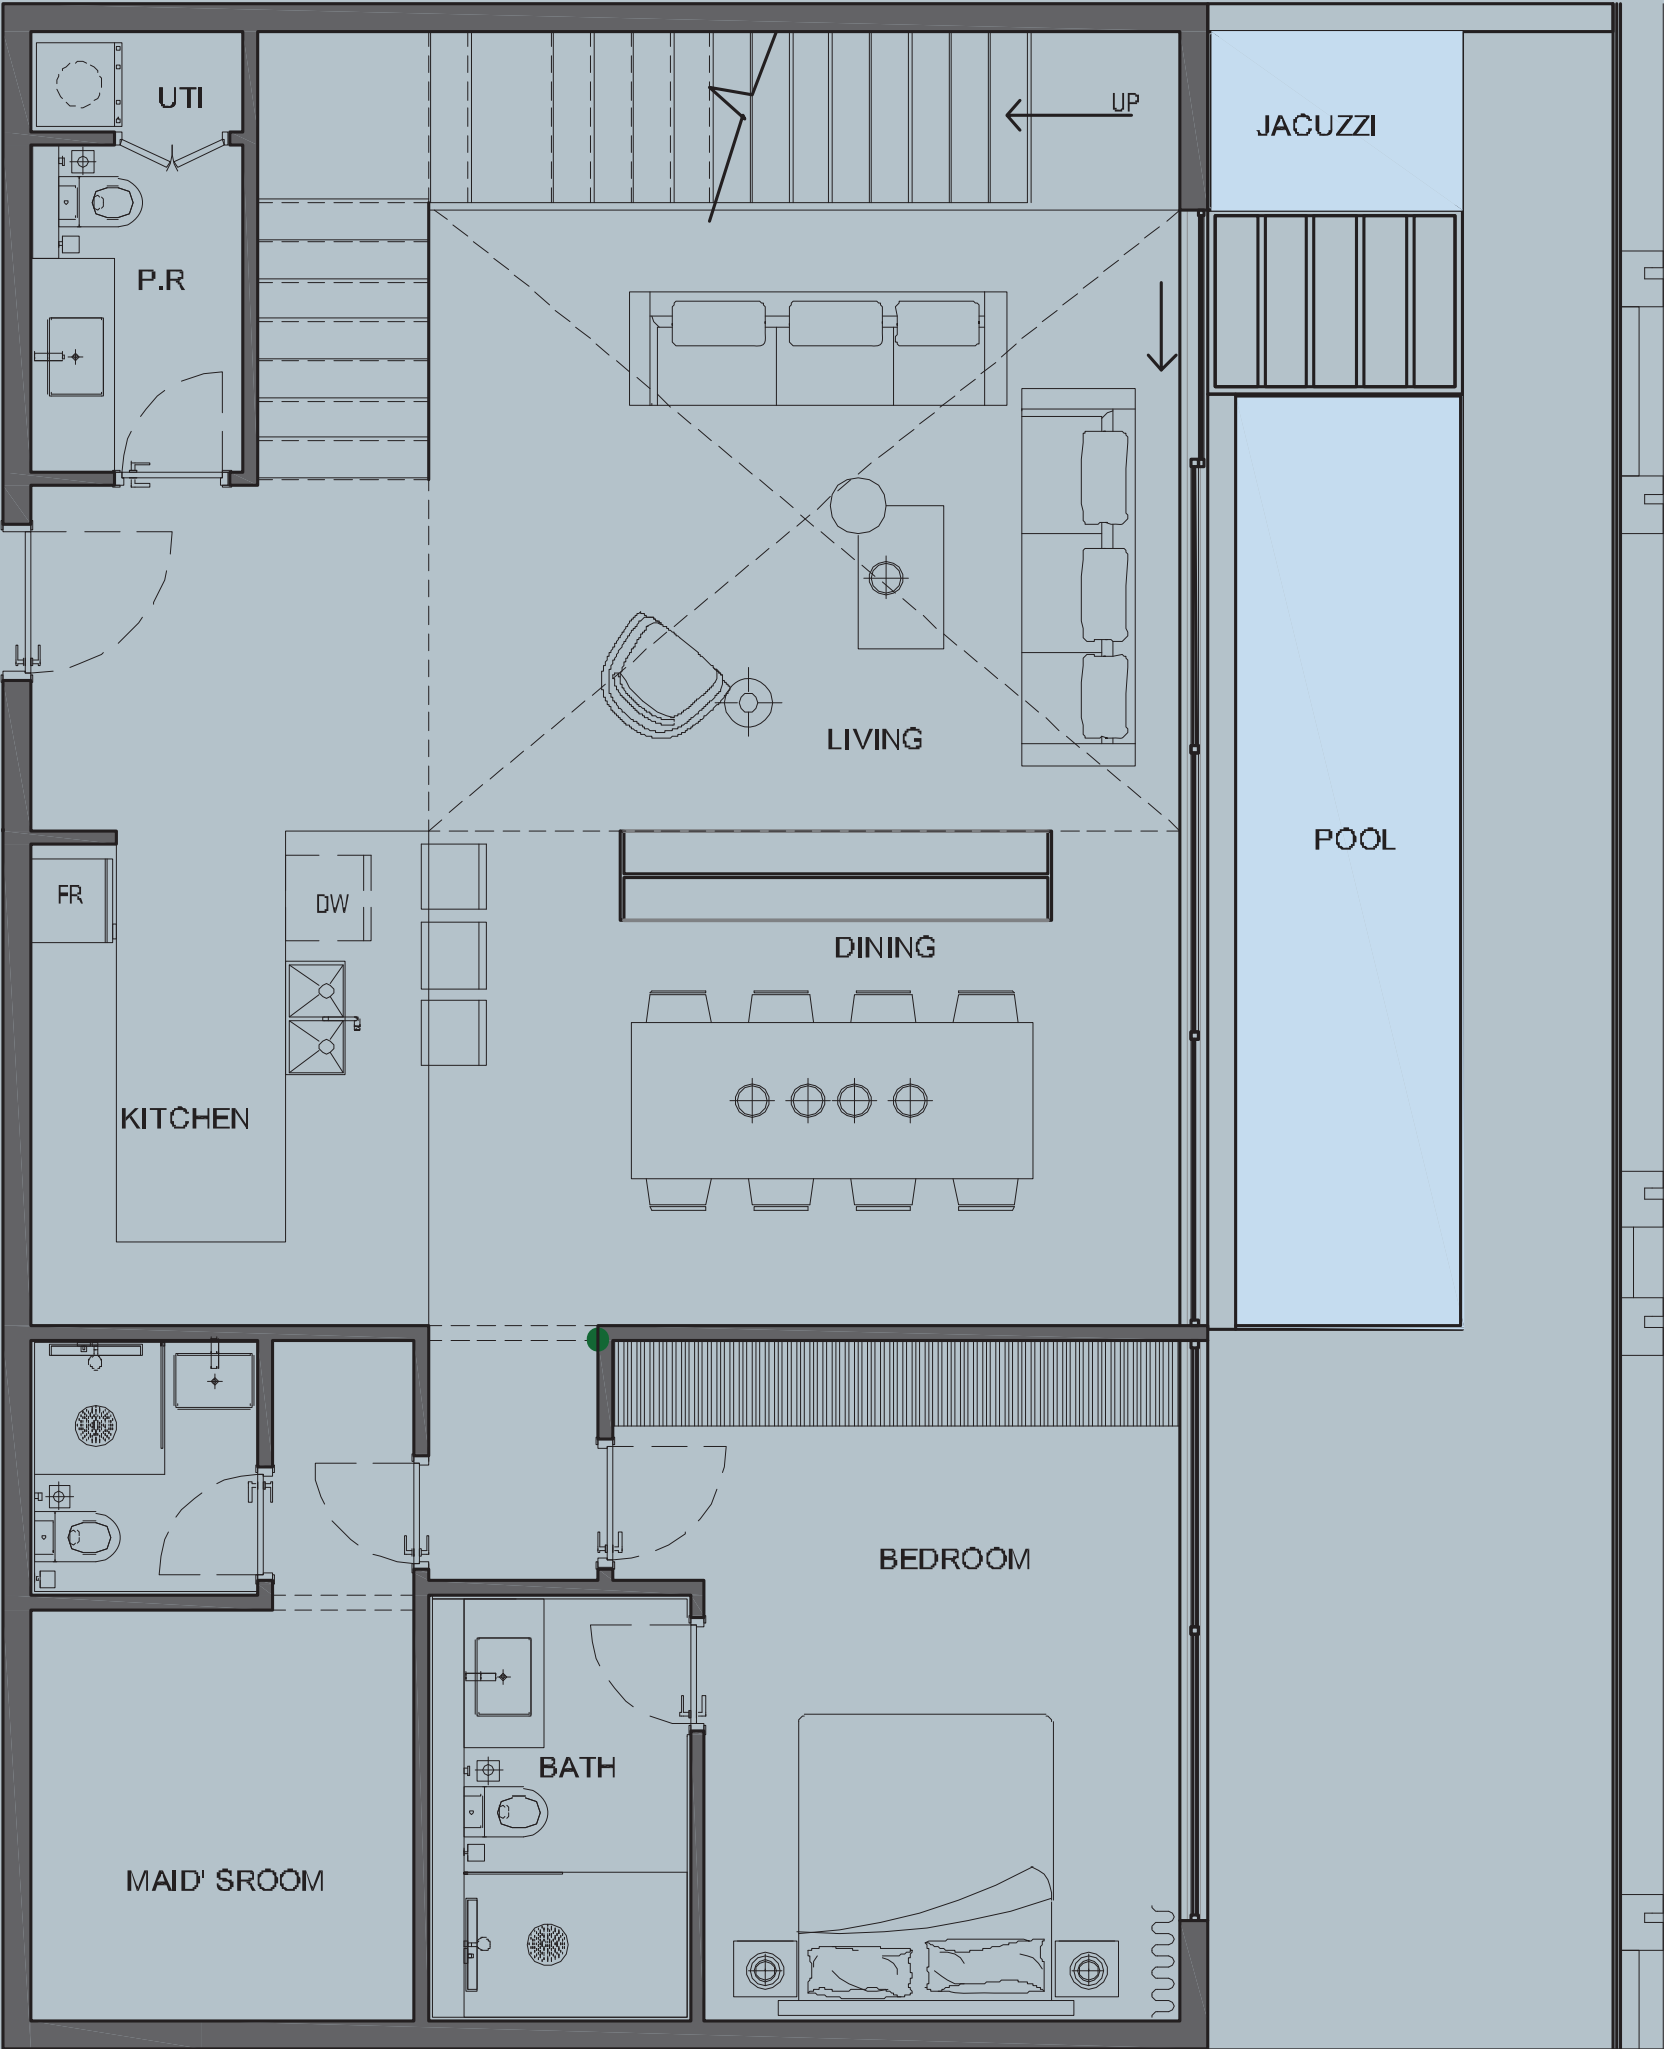 UTI
UP
JACUZZI
P.R
LIVING
POOL
FR
DW
DINING
KITCHEN
BEDROOM
BATH
MAID' SROOM